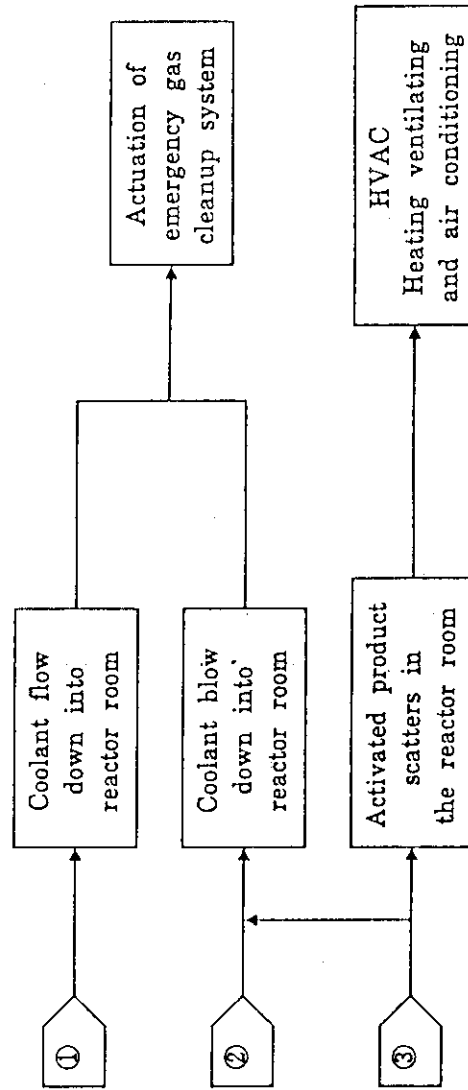 ①
Coolant flow
down into
reactor room
②
Coolant blow
down into
reactor room
Actuation of
emergency gas
cleanup system
③
Activated product
scatters in
the reactor room
HVAC
Heating ventilating
and air conditioning